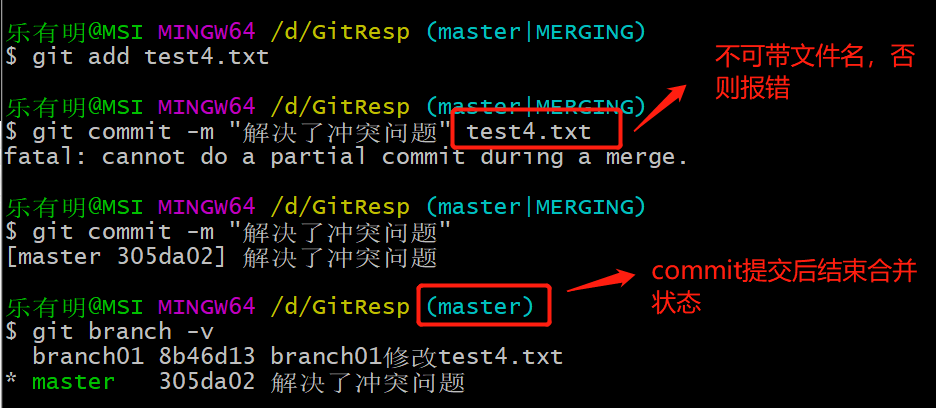 乐有明@MSI MINGW64 /d/GitResp (master|MERGING)
$ git add test4.txt
不可带文件名，否
则报错
乐有明@MSI MINGW64 /d/GitResp (master|MERGING)
$ git commit -m "解决了冲突问题" test4.txt
fatal: cannot do a partial commit during a merge.
乐有明@MSI MINGW64 /d/GitResp (master|MERGING)
$ git commit -m "解决了冲突问题"
[master 305da02] 解决了冲突问题
commit提交后结束合并
状态
乐有明@MSI MINGW64 /d/GitResp (master)
$ git branch -v
  branch01 8b46d13 branch01修改test4.txt
* master   305da02 解决了冲突问题